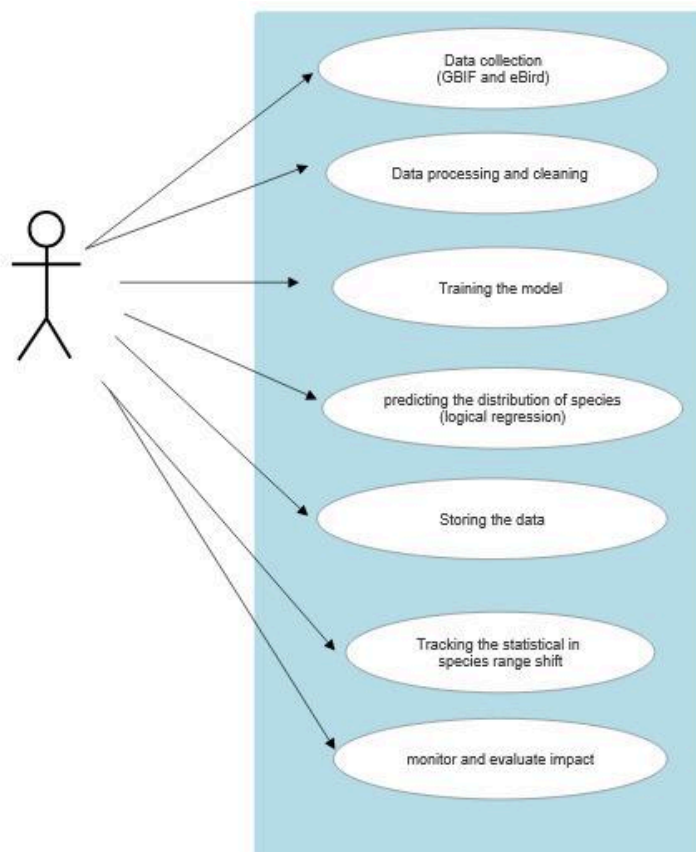 Data collection
(GBIF and eBird)
Data processing and cleaning
Training the model
predicting the distribution of species
(logical regression)
Storing the data
Tracking the statistical in
species range shift
monitor and evaluate impact